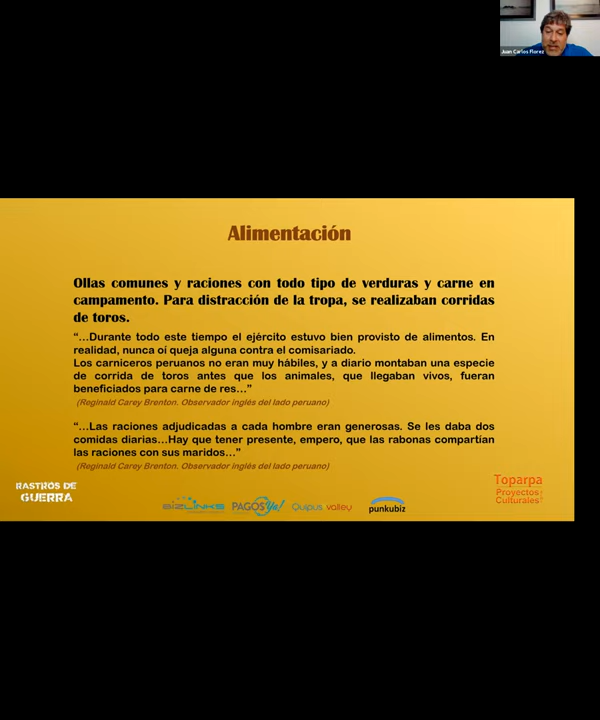 Juan Carlos Florez
Alimentación
Ollas comunes y raciones con todo tipo de verduras y carne en
campamento. Para distracción de la tropa, se realizaban corridas
de toros.
“…Durante todo este tiempo el ejército estuvo bien provisto de alimentos. En
realidad, nunca oí queja alguna contra el comisariado.
Los carniceros peruanos no eran muy hábiles, y a diario montaban una especie
de corrida de toros antes que los animales, que llegaban vivos, fueran
beneficiados para carne de res…”
(Reginald Carey Brenton. Observador inglés del lado peruano)
“…Las raciones adjudicadas a cada hombre eran generosas. Se les daba dos
comidas diarias…Hay que tener presente, empero, que las rabonas compartían
las raciones con sus maridos…”
(Reginald Carey Brenton. Observador inglés del lado peruano)
RASTROS DE
GUERRA
BIZLINKS
PAGOS Ya!
Quipus valley
punkubiz
Toparpa
Proyectos
Culturales